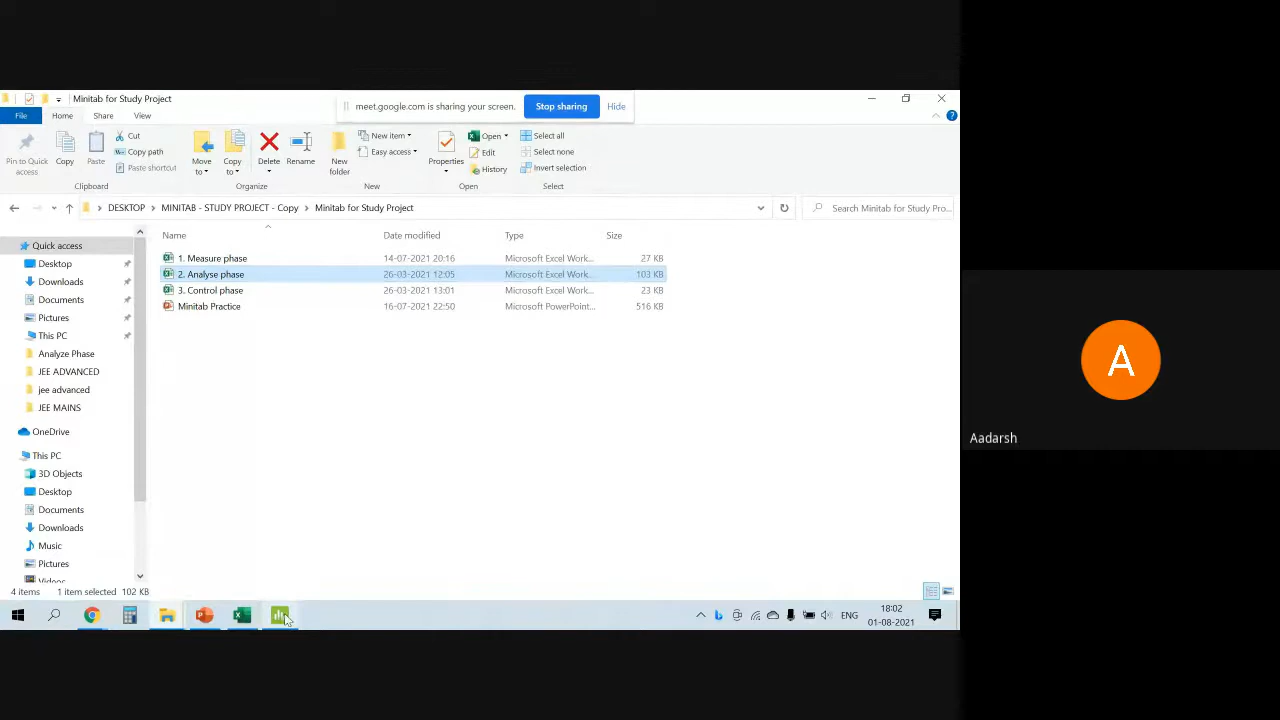 Minitab for Study Project
meet.google.com is sharing your screen. Stop sharing Hide
File Home Share View
Pin to Quick access
Copy
Paste
Cut
Copy path
Paste shortcut
Move to
Copy to
Delete
Rename
New folder
New item
Easy access
Properties
Open
Edit
History
Select all
Select none
Invert selection
Clipboard Organize New Open Select
DESKTOP > MINITAB - STUDY PROJECT - Copy > Minitab for Study Project
Search Minitab for Study Pro...
Name Date modified Type Size
1. Measure phase 14-07-2021 20:16 Microsoft Excel Work... 27 KB
2. Analyse phase 26-03-2021 12:05 Microsoft Excel Work... 103 KB
3. Control phase 26-03-2021 13:01 Microsoft Excel Work... 23 KB
Minitab Practice 16-07-2021 22:50 Microsoft PowerPoint... 516 KB
Quick access
Desktop
Downloads
Documents
Pictures
This PC
Analyze Phase
JEE ADVANCED
jee advanced
JEE MAINS
OneDrive
This PC
3D Objects
Desktop
Documents
Downloads
Music
Pictures
Videos
4 items 1 item selected 102 KB
ENG
18:02
01-08-2021
A
Aadarsh